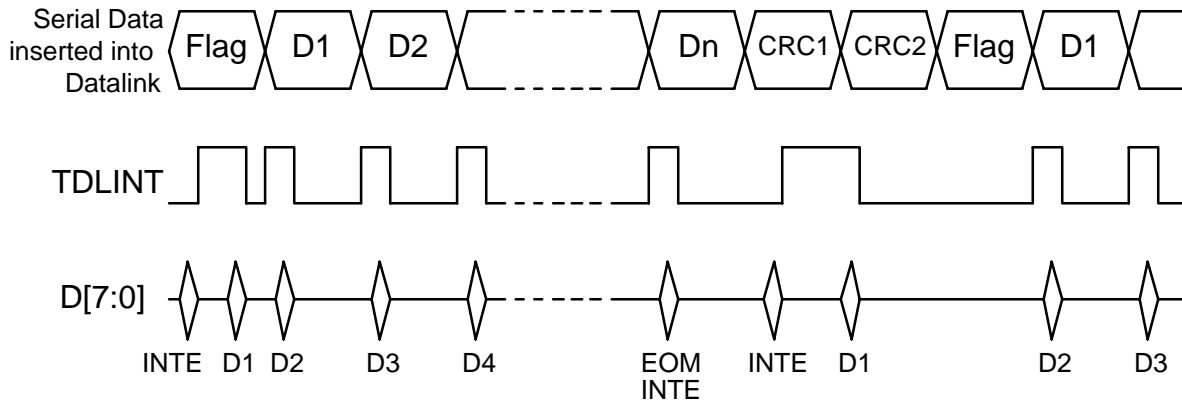 Serial Data
inserted into
Datalink
Flag D1 D2 Dn CRC1 CRC2 Flag D1
TDLINT
D[7:0]
INTE D1 D2 D3 D4 EOM INTE D1 D2 D3
INTE